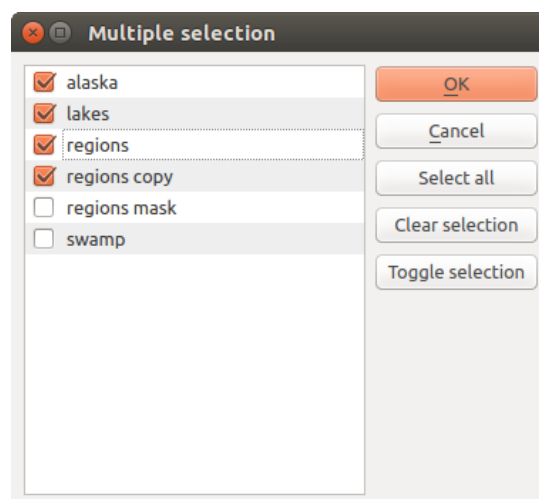 Multiple selection
alaska
lakes
regions
regions copy
regions mask
swamp
OK
Cancel
Select all
Clear selection
Toggle selection